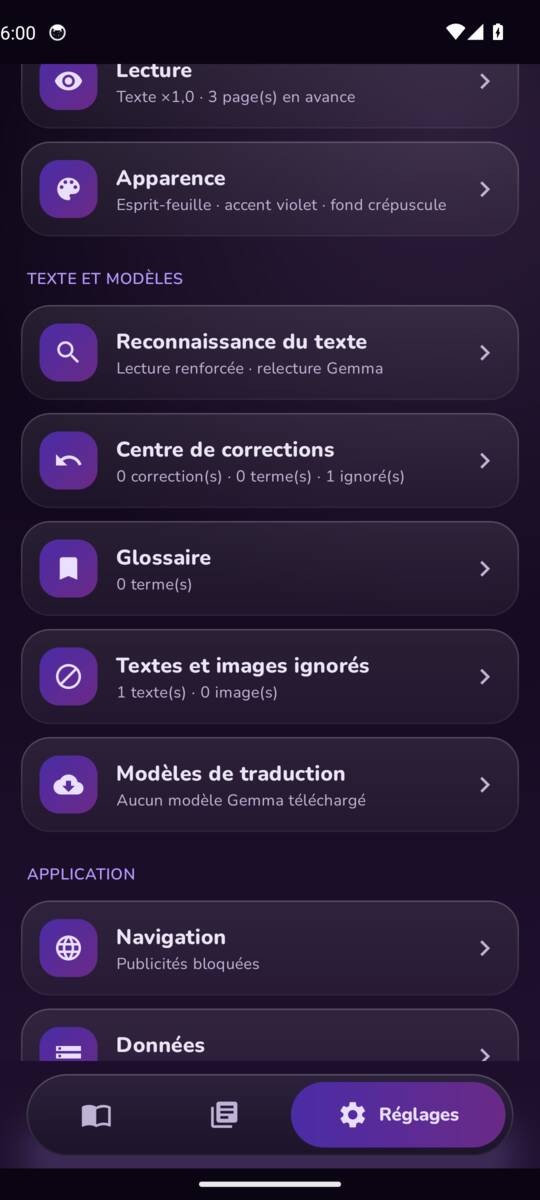 6:00
Lecture
Texte ×1,0 · 3 page(s) en avance
Apparence
Esprit-feuille · accent violet · fond crépuscule
TEXTE ET MODÈLES
Reconnaissance du texte
Lecture renforcée · relecture Gemma
Centre de corrections
0 correction(s) · 0 terme(s) · 1 ignoré(s)
Glossaire
0 terme(s)
Textes et images ignorés
1 texte(s) · 0 image(s)
Modèles de traduction
Aucun modèle Gemma téléchargé
APPLICATION
Navigation
Publicités bloquées
Données
Réglages